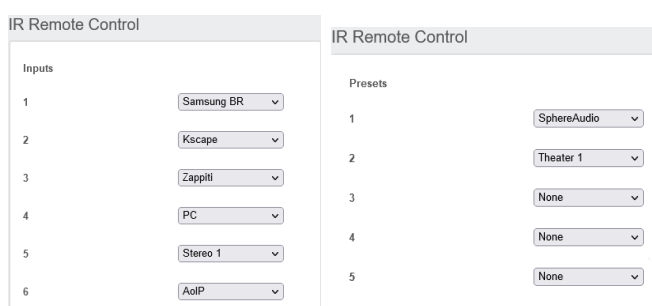 IR Remote Control
Inputs
1 Samsung BR
2 Kscape
3 Zappiti
4 PC
5 Stereo 1
6 AoIP
IR Remote Control
Presets
1 SphereAudio
2 Theater 1
3 None
4 None
5 None